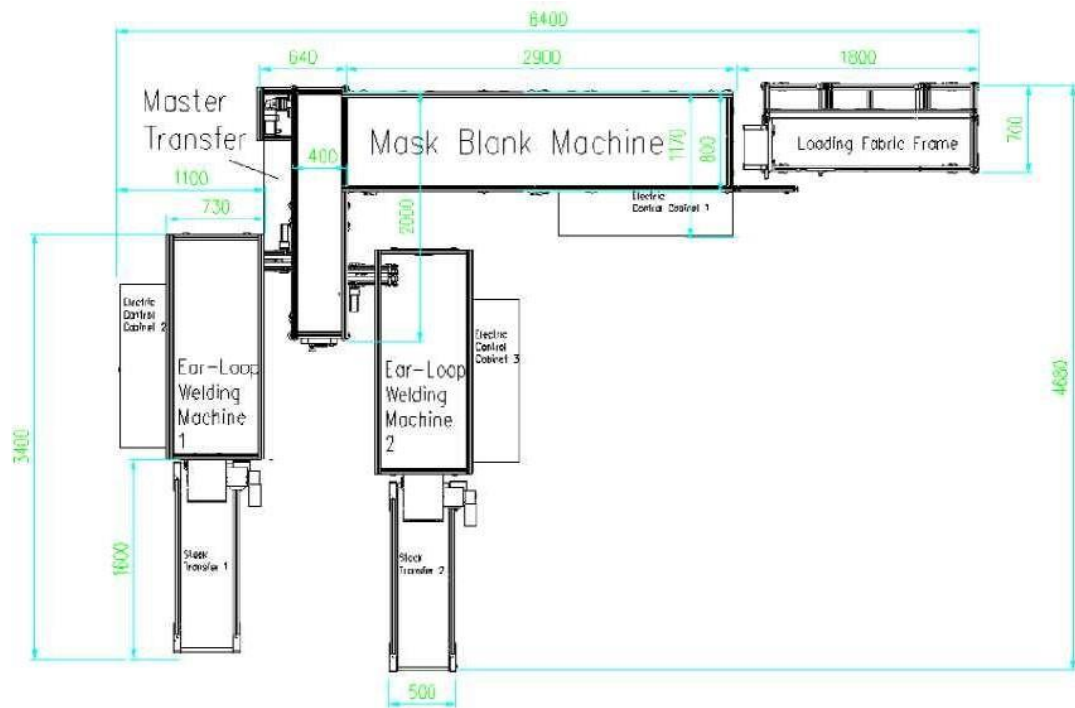 6400
640
2900
1800
Master
Transfer
Mask Blank Machine
1170
800
Loading Fabric Frame
700
400
1100
730
2000
Electric
Control Cabinet 1
Electric
Control
Cabinet 2
Ear-Loop
Welding
Machine
1
Ear-Loop
Welding
Machine
2
Electric
Control
Cabinet 3
3400
4680
1600
Stack
Transfer 1
Stack
Transfer 2
500